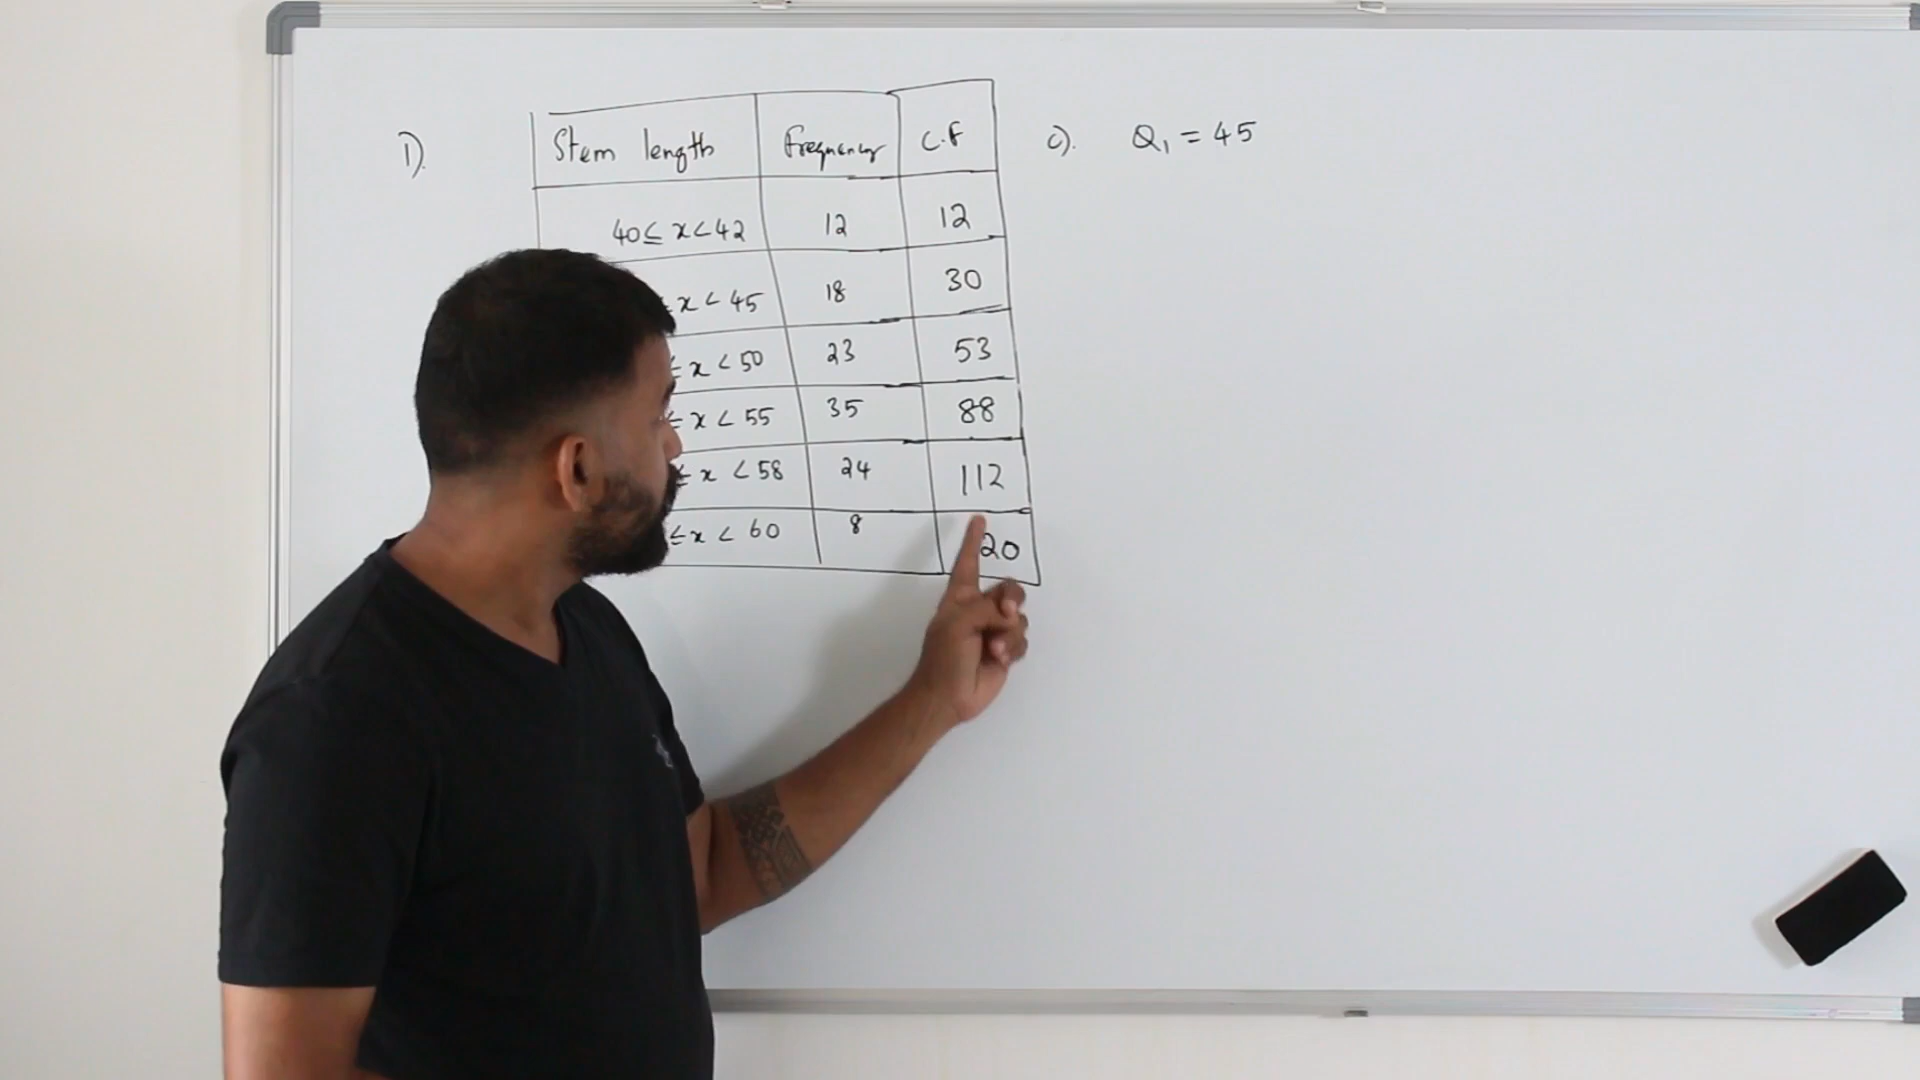 1). Stem length Frequency C.F c). Q₁ = 45
40 ≤ x < 42 12 12
≤ x < 45 18 30
≤ x < 50 23 53
≤ x < 55 35 88
≤ x < 58 24 112
≤ x < 60 8 20